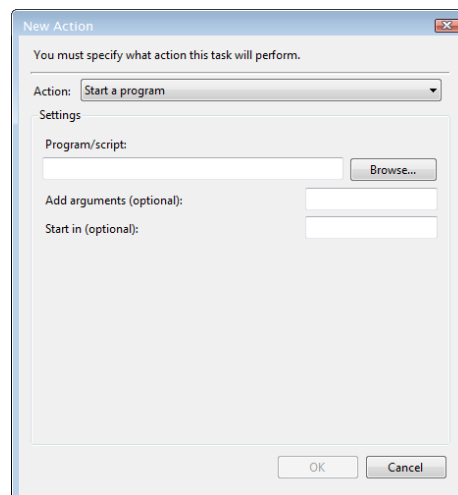 New Action
You must specify what action this task will perform.
Action: Start a program
Settings
Program/script:
Browse...
Add arguments (optional):
Start in (optional):
OK Cancel